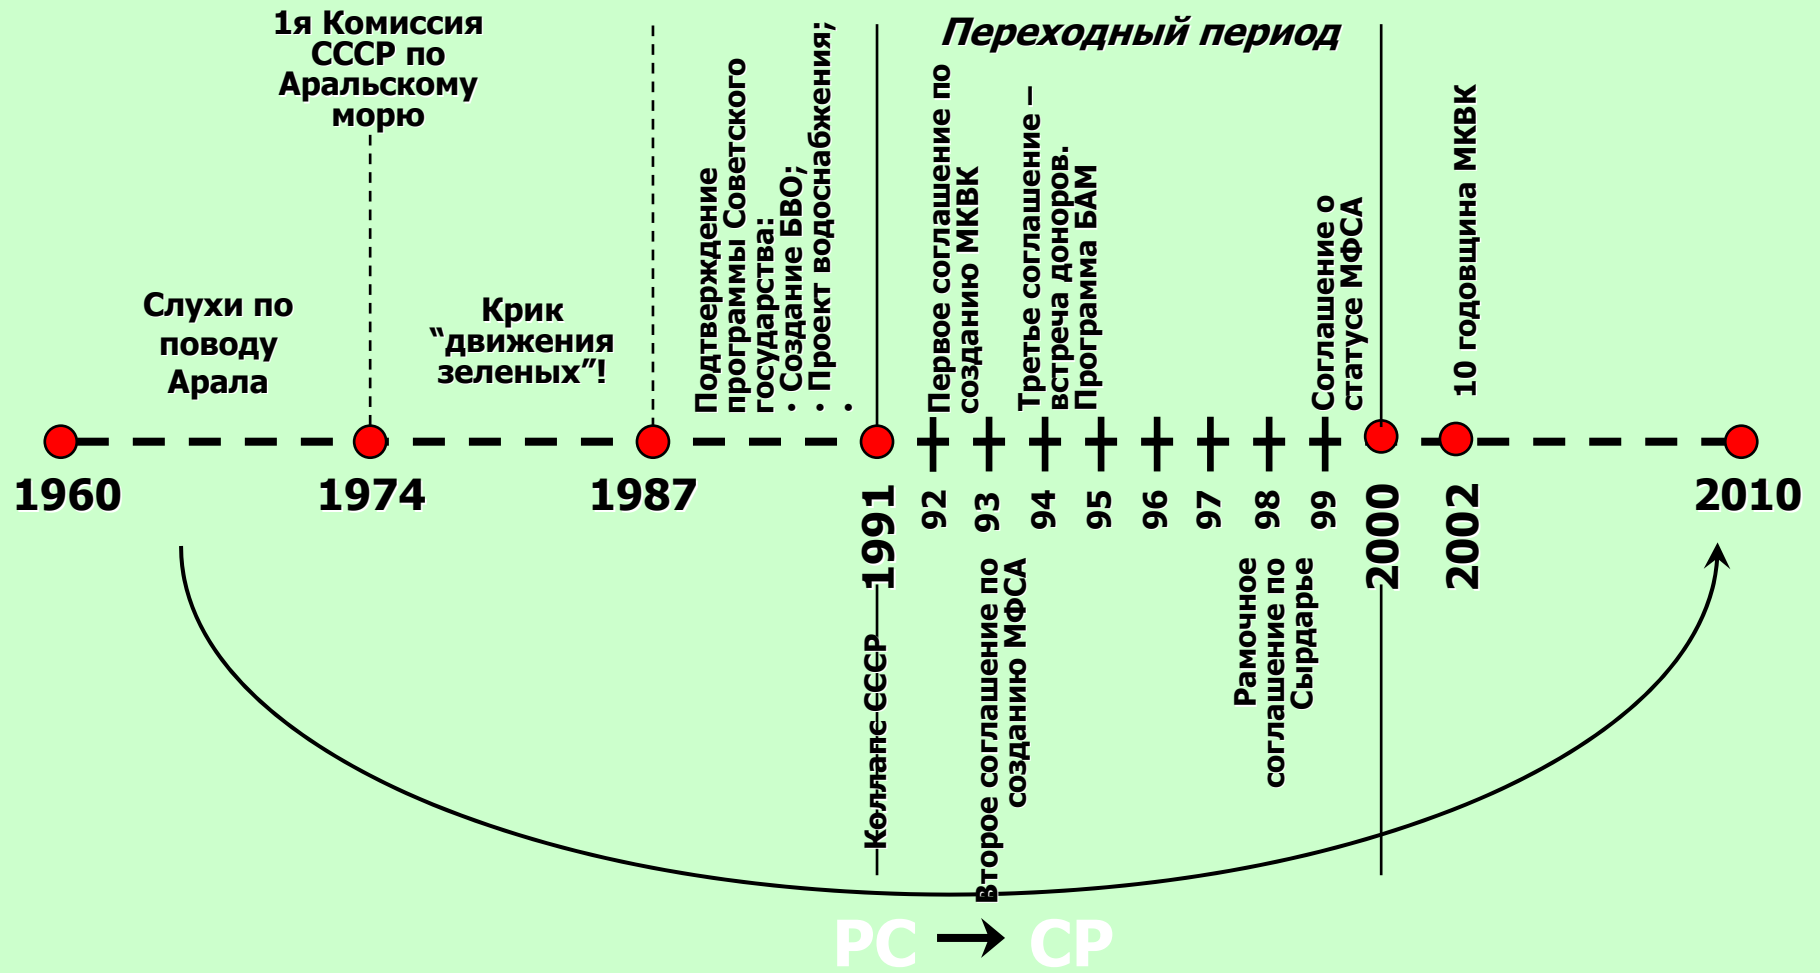 1я Комиссия
СССР по
Аральскому
морю
Переходный период
Слухи по
поводу
Арала
Крик
“движения
зеленых”!
Подтверждение
программы Советского
государства:
• Создание БВО;
• Проект водоснабжения;
•
Первое соглашение по
созданию МКВК
Третье соглашение –
встреча доноров.
Программа БАМ
Соглашение о
статусе МФСА
10 годовщина МКВК
1960
1974
1987
1991
92
93
94
95
96
97
98
99
2000
2002
2010
Коллапс СССР
Второе соглашение по
созданию МФСА
Рамочное
соглашение по
Сырдарье
PC → CP